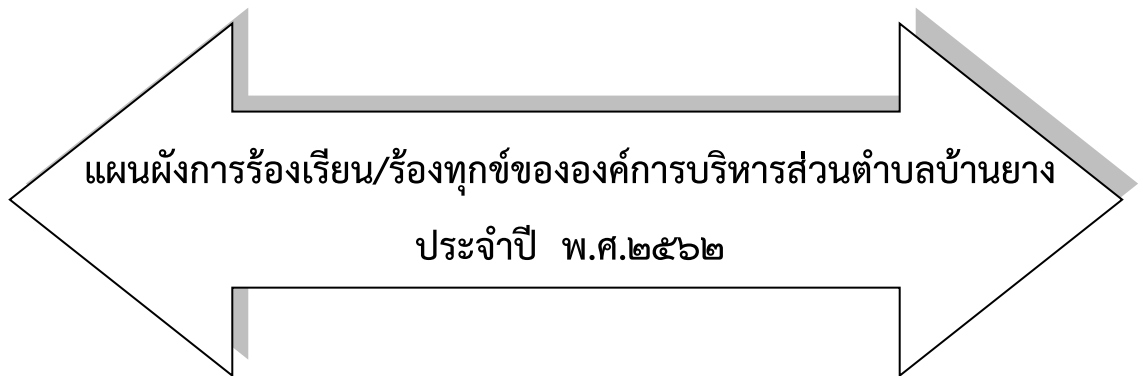 แผนผังการร้องเรียน/ร้องทุกข์ขององค์การบริหารส่วนตำบลบ้านยาง
ประจำปี พ.ศ.๒๕๖๒